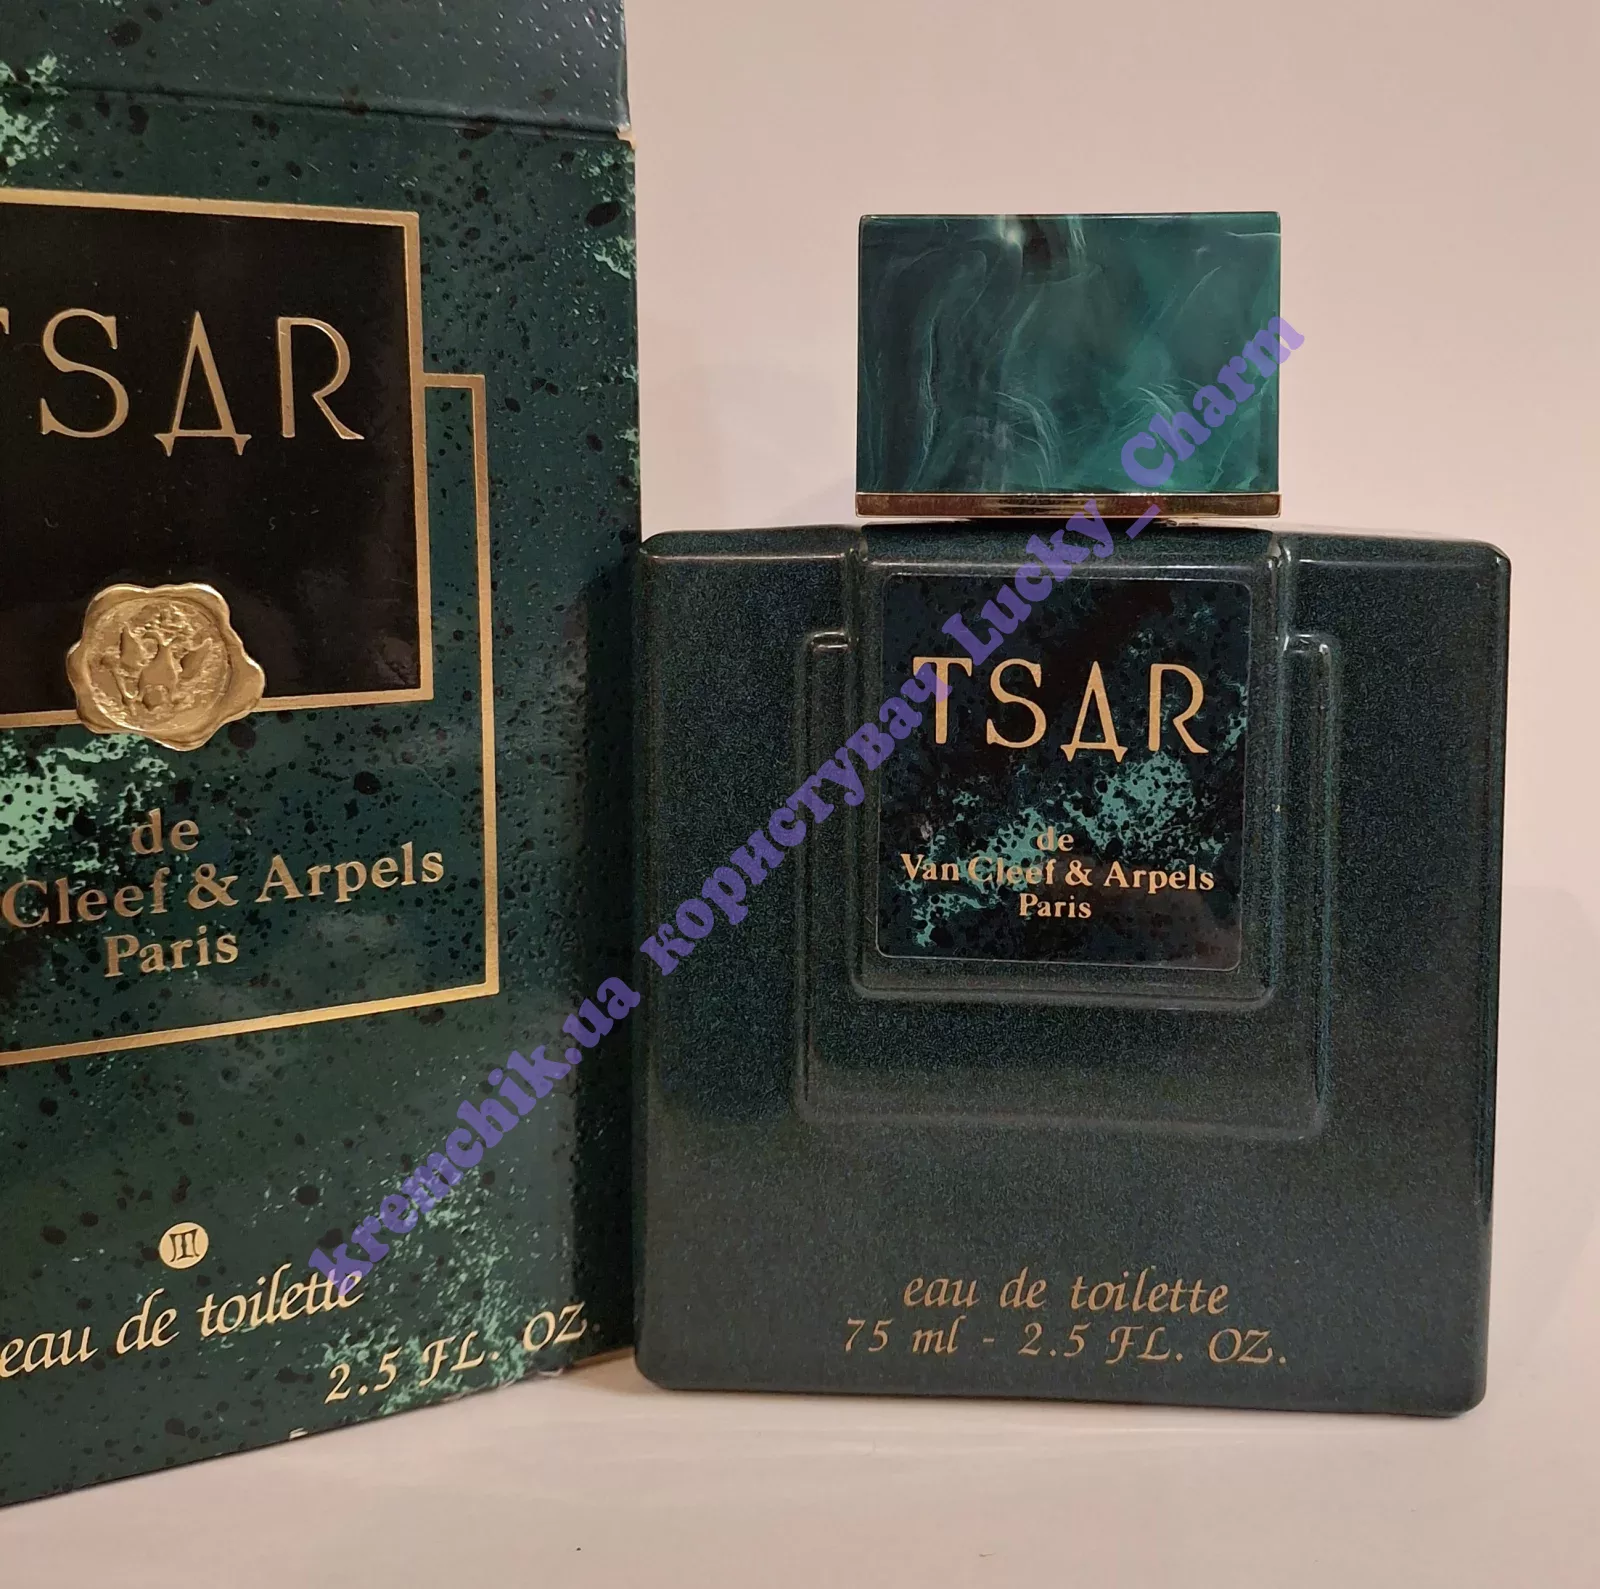 TSAR
de
Cleef & Arpels
Paris
eau de toilette
2.5 FL. OZ.
TSAR
de
Van Cleef & Arpels
Paris
eau de toilette
75 ml - 2.5 FL. OZ.
kremchik.ua користувач Lucky_Charm